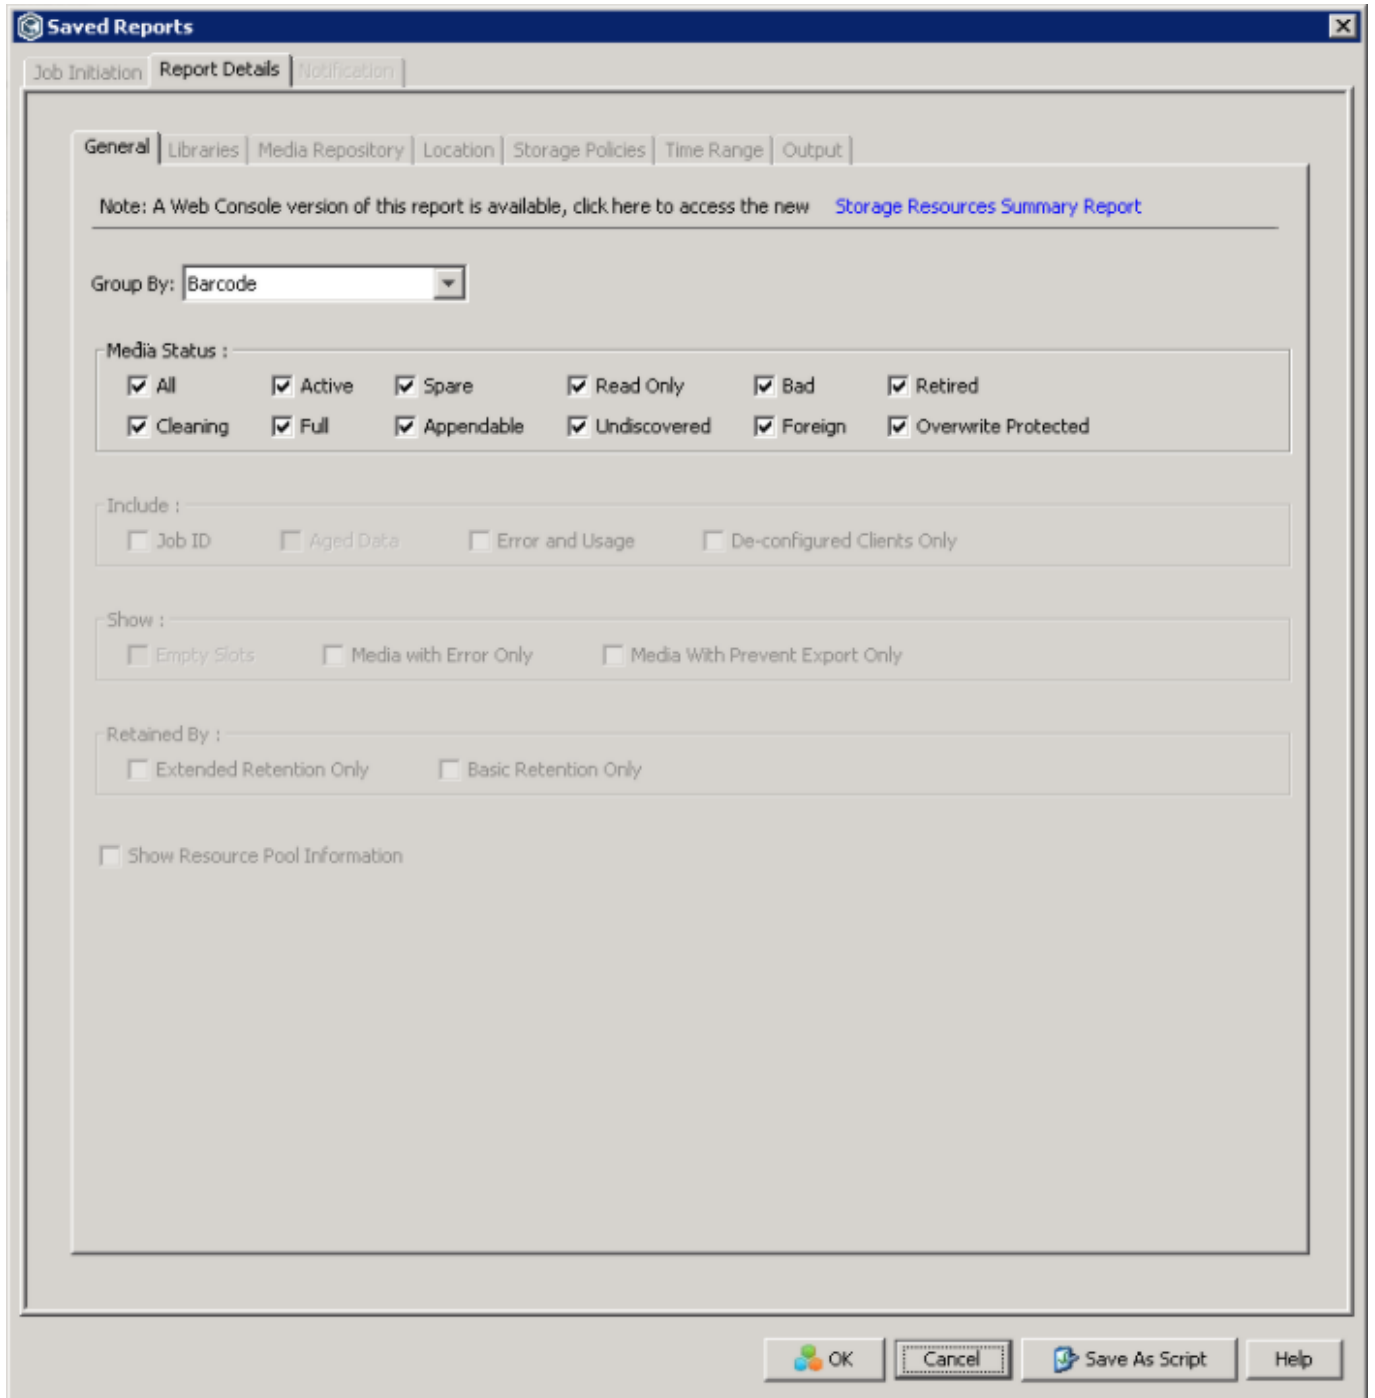 Saved Reports
Job Initiation Report Details Notification
General Libraries Media Repository Location Storage Policies Time Range Output
Note: A Web Console version of this report is available, click here to access the new Storage Resources Summary Report
Group By: Barcode
Media Status :
All Active Spare Read Only Bad Retired
Cleaning Full Appendable Undiscovered Foreign Overwrite Protected
Include :
Job ID Aged Data Error and Usage De-configured Clients Only
Show :
Empty Slots Media with Error Only Media With Prevent Export Only
Retained By :
Extended Retention Only Basic Retention Only
Show Resource Pool Information
OK Cancel Save As Script Help